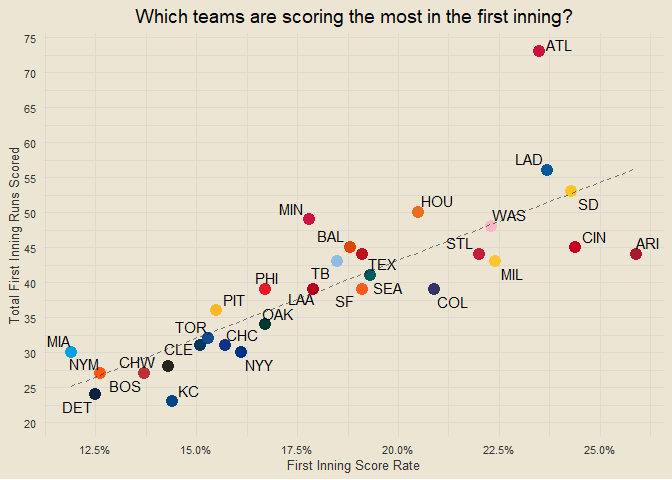 Which teams are scoring the most in the first inning?
Total First Inning Runs Scored
75
70
65
60
55
50
45
40
35
30
25
20
ATL
LAD
SD
HOU
MIN
WAS
BAL
STL
CIN
ARI
TB
TEX
MIL
PHI
LAA
SF
SEA
COL
PIT
OAK
TOR
CHC
MIA
CLE
NYY
NYM
CHW
BOS
KC
DET
12.5%
15.0%
17.5%
20.0%
22.5%
25.0%
First Inning Score Rate